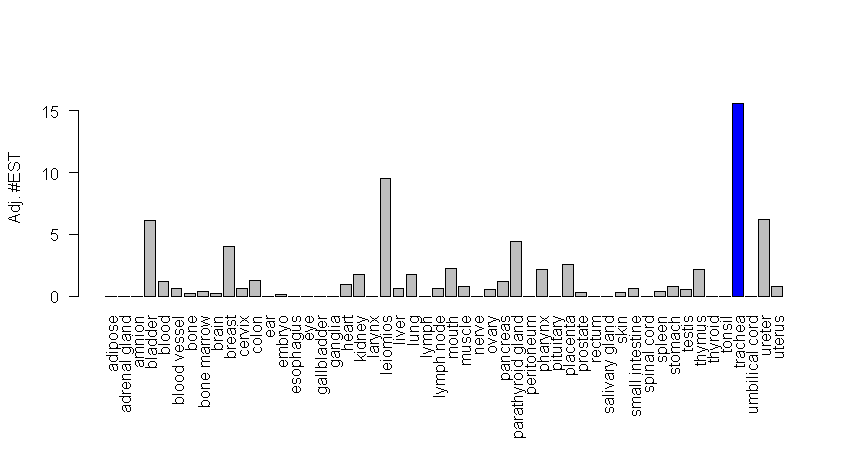 Adj. #EST
15
10
5
0
adipose
adrenal gland
amnion
bladder
blood
blood vessel
bone
bone marrow
brain
breast
cervix
colon
ear
embryo
esophagus
eye
gallbladder
ganglia
heart
kidney
larynx
leiomios
liver
lung
lymph
lymph node
mouth
muscle
nerve
ovary
pancreas
parathyroid gland
peritoneum
pharynx
pituitary
placenta
prostate
rectum
salivary gland
skin
small intestine
spinal cord
spleen
stomach
testis
thymus
thyroid
tonsil
trachea
umbilical cord
ureter
uterus